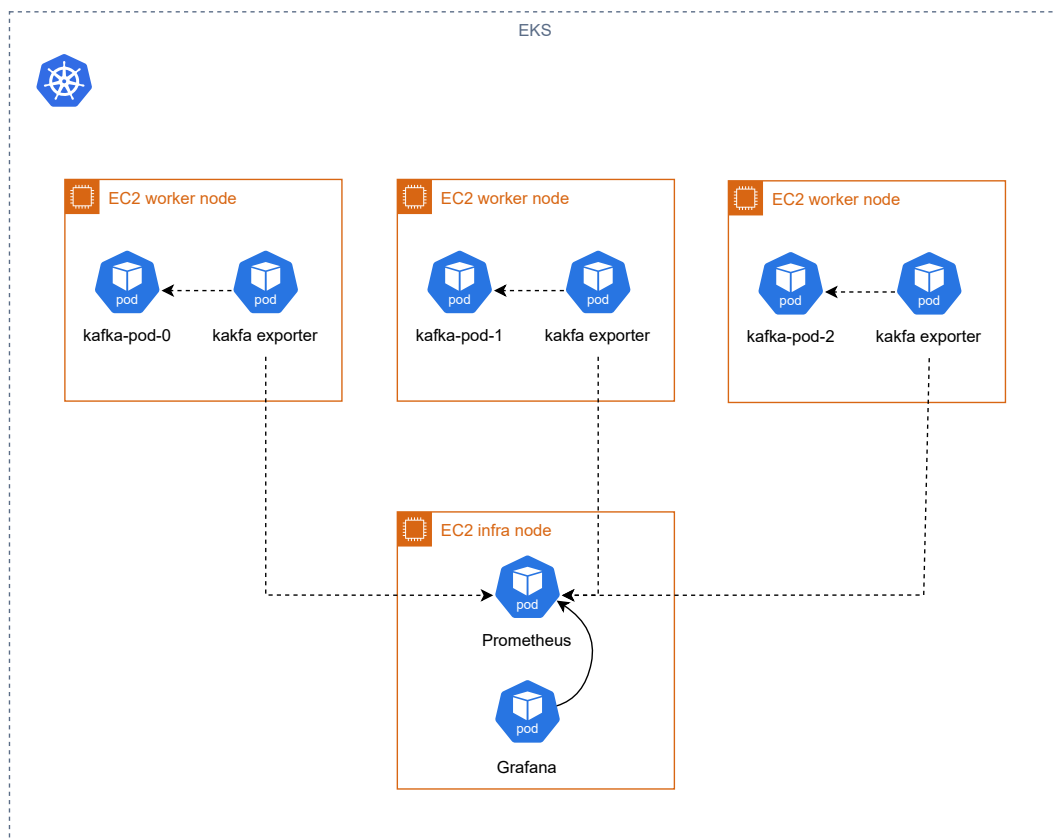 EKS
EC2 worker node
EC2 worker node
EC2 worker node
pod
pod
pod
pod
pod
pod
kafka-pod-0
kakfa exporter
kafka-pod-1
kakfa exporter
kafka-pod-2
kakfa exporter
EC2 infra node
pod
Prometheus
pod
Grafana